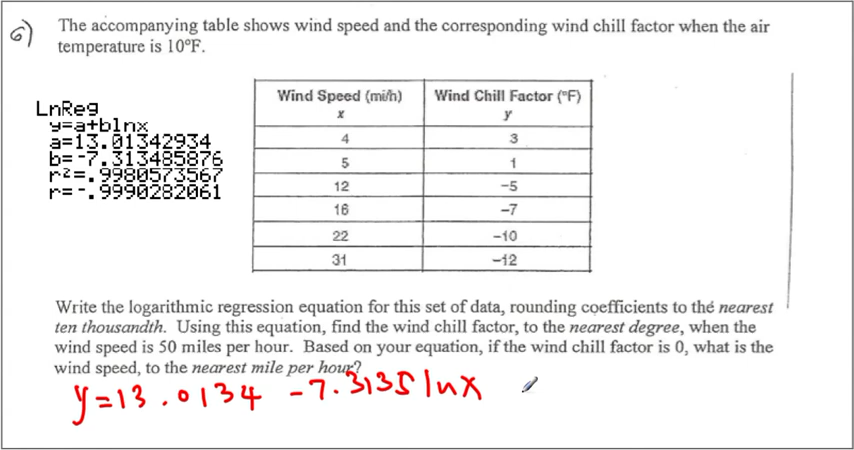 6)
The accompanying table shows wind speed and the corresponding wind chill factor when the air
temperature is 10°F.
LnReg
y=a+blnx
a=13.01342934
b=-7.313485876
r²=.9980573567
r=-.9990282061
Wind Speed (mi/h) Wind Chill Factor (°F)
x y
4 3
5 1
12 -5
16 -7
22 -10
31 -12
Write the logarithmic regression equation for this set of data, rounding coefficients to the nearest
ten thousandth. Using this equation, find the wind chill factor, to the nearest degree, when the
wind speed is 50 miles per hour. Based on your equation, if the wind chill factor is 0, what is the
wind speed, to the nearest mile per hour?
y=13.0134 -7.3135 lnx